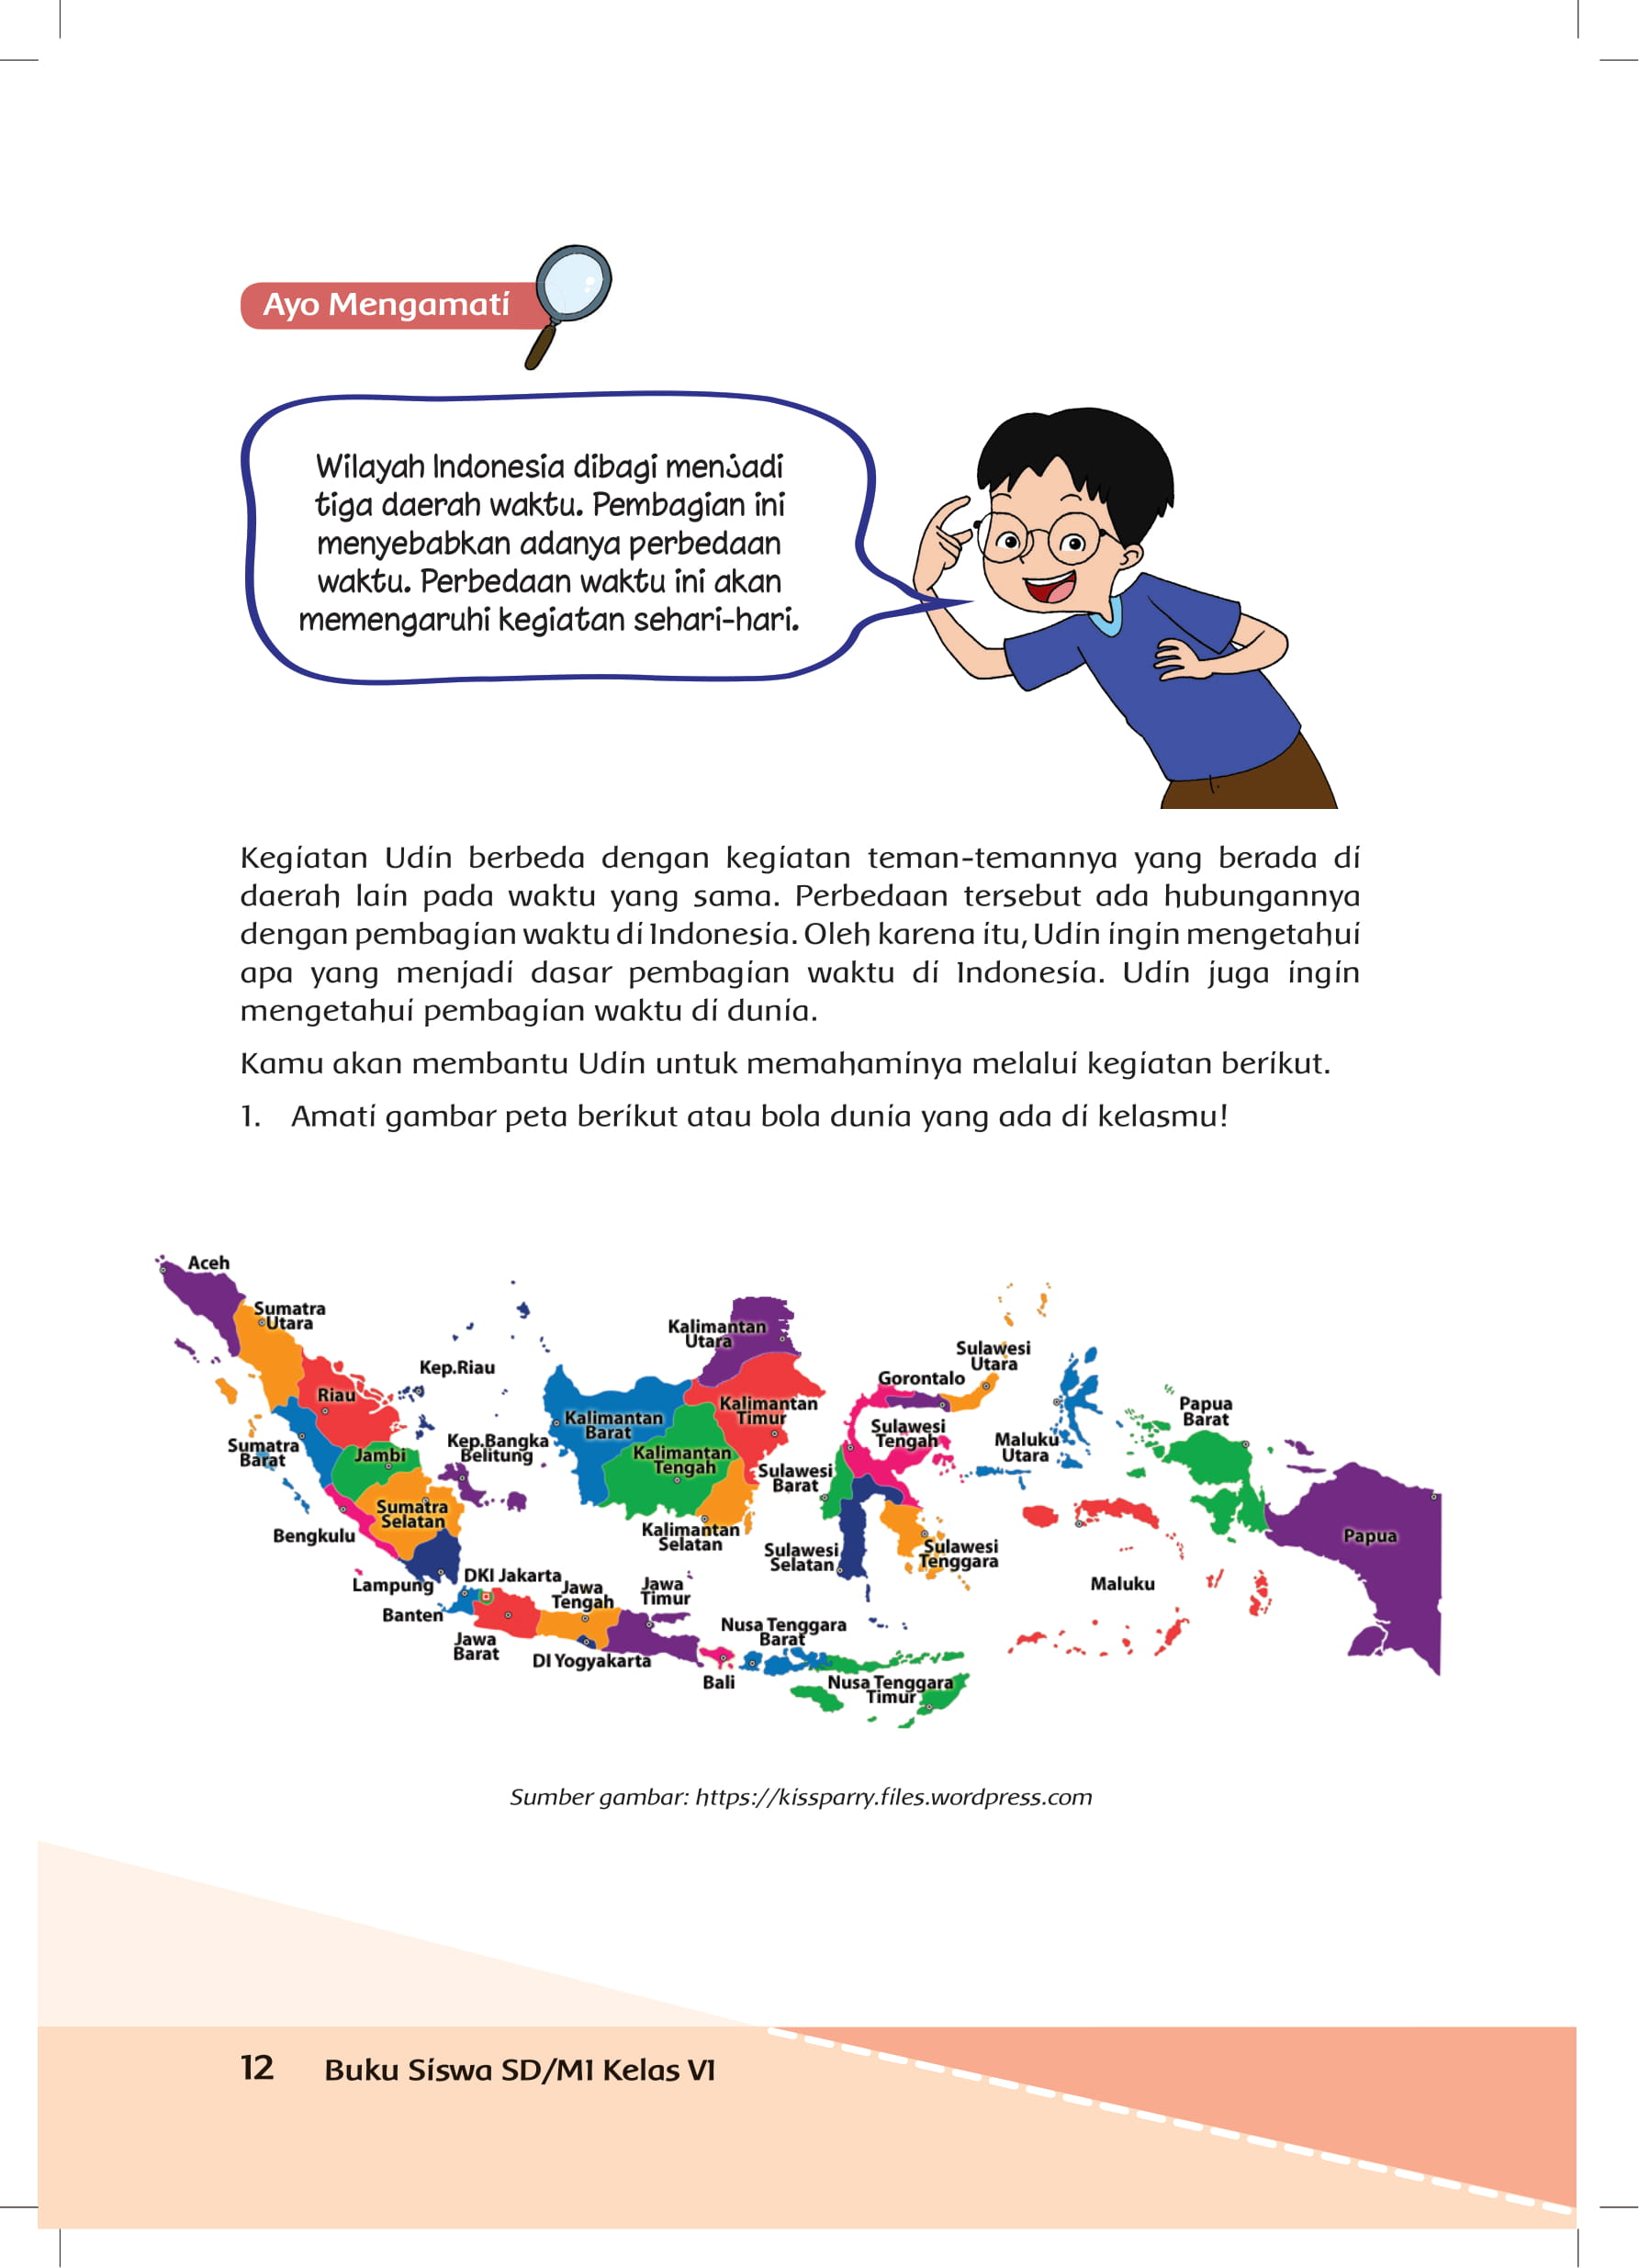 Ayo Mengamati
Wilayah Indonesia dibagi menjadi
tiga daerah waktu. Pembagian ini
menyebabkan adanya perbedaan
waktu. Perbedaan waktu ini akan
memengaruhi kegiatan sehari-hari.
Kegiatan Udin berbeda dengan kegiatan teman-temannya yang berada di
daerah lain pada waktu yang sama. Perbedaan tersebut ada hubungannya
dengan pembagian waktu di Indonesia. Oleh karena itu, Udin ingin mengetahui
apa yang menjadi dasar pembagian waktu di Indonesia. Udin juga ingin
mengetahui pembagian waktu di dunia.
Kamu akan membantu Udin untuk memahaminya melalui kegiatan berikut.
1. Amati gambar peta berikut atau bola dunia yang ada di kelasmu!
Aceh
Sumatra
Utara
Kep.Riau
Riau
Sumatra
Barat
Jambi
Kep.Bangka
Belitung
Sumatra
Selatan
Bengkulu
Lampung
DKI Jakarta
Banten
Jawa
Barat
Jawa
Tengah
DI Yogyakarta
Jawa
Timur
Bali
Nusa Tenggara
Barat
Nusa Tenggara
Timur
Kalimantan
Utara
Kalimantan
Barat
Kalimantan
Timur
Kalimantan
Tengah
Kalimantan
Selatan
Gorontalo
Sulawesi
Utara
Sulawesi
Tengah
Sulawesi
Barat
Sulawesi
Selatan
Sulawesi
Tenggara
Maluku
Utara
Maluku
Papua
Barat
Papua
Sumber gambar: https://kissparry.files.wordpress.com
12 Buku Siswa SD/MI Kelas VI